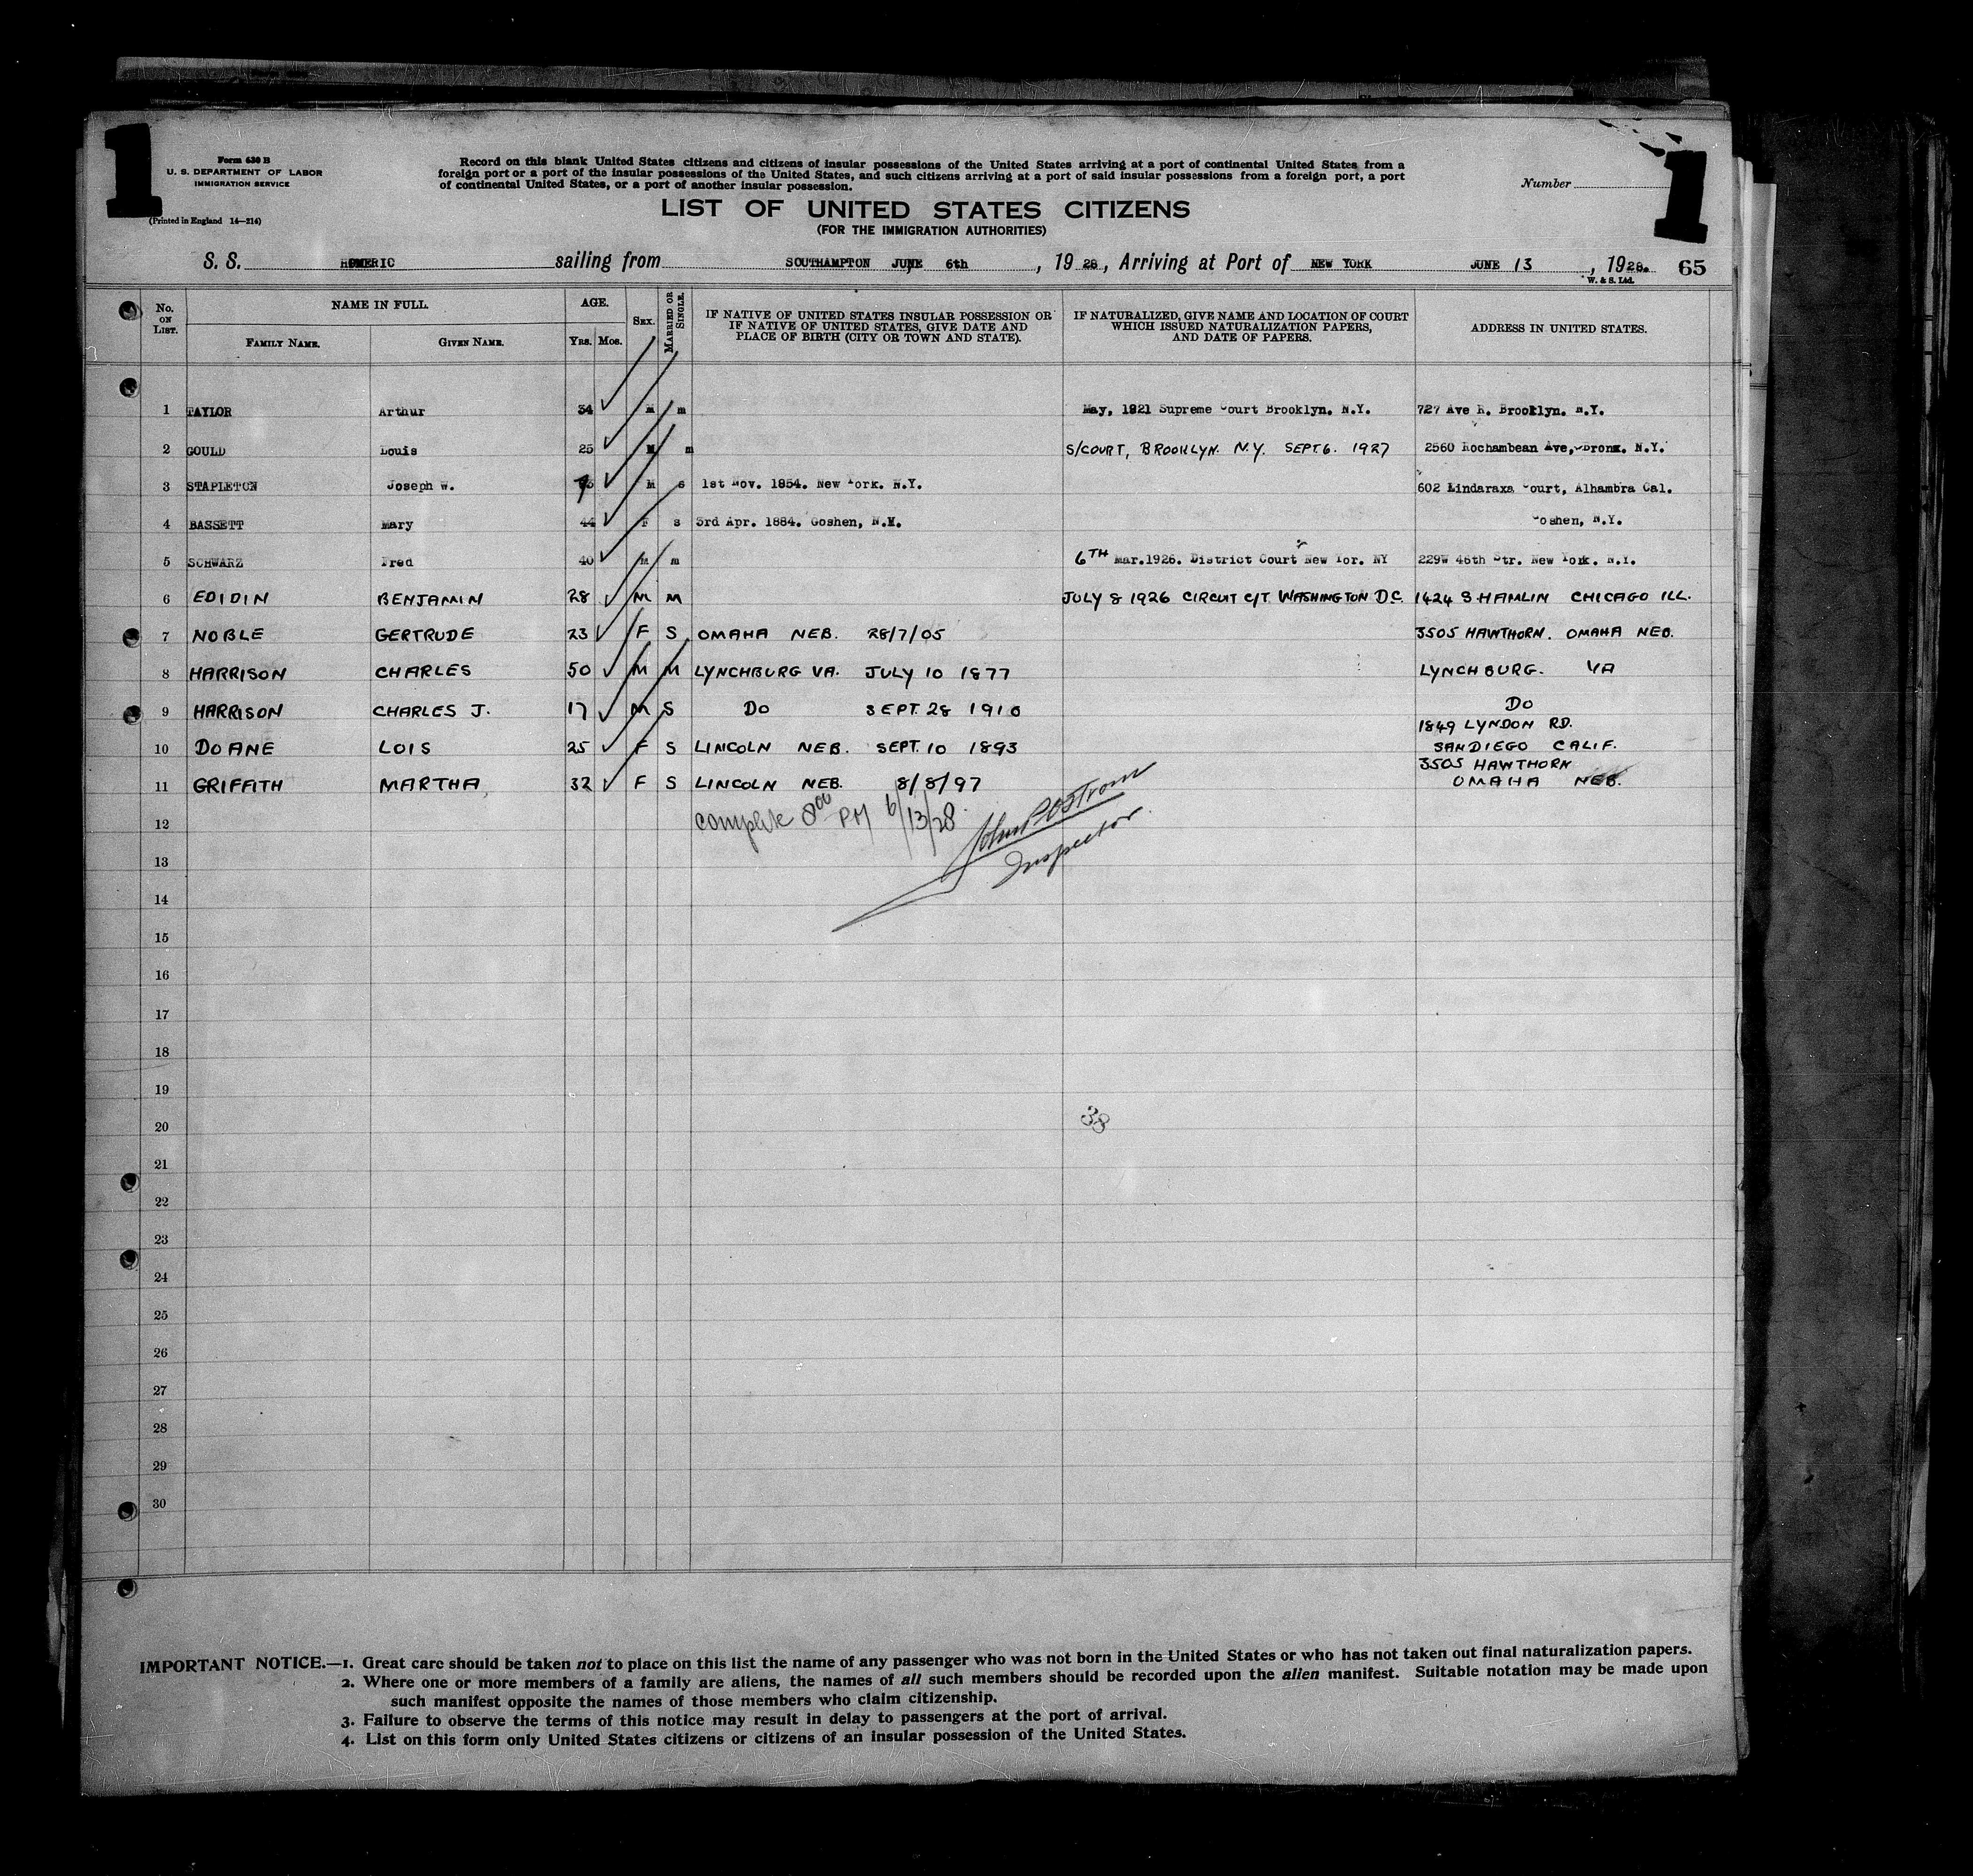 1
1
Form 630 B
U. S. DEPARTMENT OF LABOR
IMMIGRATION SERVICE
(Printed in England 14—214)
Record on this blank United States citizens and citizens of insular possessions of the United States arriving at a port of continental United States from a
foreign port or a port of the insular possessions of the United States, and such citizens arriving at a port of said insular possessions from a foreign port, a port
of continental United States, or a port of another insular possession.
Number
LIST OF UNITED STATES CITIZENS
(FOR THE IMMIGRATION AUTHORITIES)
S. S. HOMERIC sailing from SOUTHAMPTON JUNE 6th, 1928, Arriving at Port of NEW YORK JUNE 13, 1928. 65
W. & S. Ltd.
No. ON LIST. NAME IN FULL. FAMILY NAME. GIVEN NAME. AGE. YRS. MOS. SEX. MARRIED OR SINGLE. IF NATIVE OF UNITED STATES INSULAR POSSESSION OR IF NATIVE OF UNITED STATES, GIVE DATE AND PLACE OF BIRTH (CITY OR TOWN AND STATE). IF NATURALIZED, GIVE NAME AND LOCATION OF COURT WHICH ISSUED NATURALIZATION PAPERS, AND DATE OF PAPERS. ADDRESS IN UNITED STATES.
1 TAYLOR Arthur 34 M m May, 1921 Supreme Court Brooklyn. N.Y. 727 Ave R. Brooklyn. N.Y.
2 GOULD Louis 25 M m S/COURT, BROOKLYN. N.Y. SEPT. 6. 1927 2560 Rochambean Ave, Bronx. N.Y.
3 STAPLETON Joseph W. M s 1st Nov. 1854. New York. N.Y. 602 Lindaraxa Court, Alhambra Cal.
4 BASSETT Mary 44 F s 3rd Apr. 1884. Goshen, N.Y. Goshen, N.Y.
5 SCHWARZ Fred 40 M m 6TH Mar.1926. District Court New Yor. NY 229W 46th Str. New York. N.Y.
6 EDIDIN BENJAMIN 28 M M JULY 8 1926 CIRCUIT C/T WASHINGTON D.C. 1424 S HAMLIN CHICAGO ILL.
7 NOBLE GERTRUDE 23 F S OMAHA NEB. 28/7/05 3505 HAWTHORN. OMAHA NEB.
8 HARRISON CHARLES 50 M M LYNCHBURG VA. JULY 10 1877 LYNCHBURG. VA
9 HARRISON CHARLES J. 17 M S DO SEPT. 28 1910 DO
10 DOANE LOIS 25 F S LINCOLN NEB. SEPT. 10 1893 1849 LYNDON RD.
SANDIEGO CALIF.
11 GRIFFITH MARTHA 32 F S LINCOLN NEB. 8/8/97 3505 HAWTHORN
OMAHA NEB.
12 complete 8 00 PM 6/13/28
Inspector
13
14
15
16
17
18
19
20 38
21
22
23
24
25
26
27
28
29
30
IMPORTANT NOTICE.—1. Great care should be taken not to place on this list the name of any passenger who was not born in the United States or who has not taken out final naturalization papers.
2. Where one or more members of a family are aliens, the names of all such members should be recorded upon the alien manifest. Suitable notation may be made upon
such manifest opposite the names of those members who claim citizenship.
3. Failure to observe the terms of this notice may result in delay to passengers at the port of arrival.
4. List on this form only United States citizens or citizens of an insular possession of the United States.